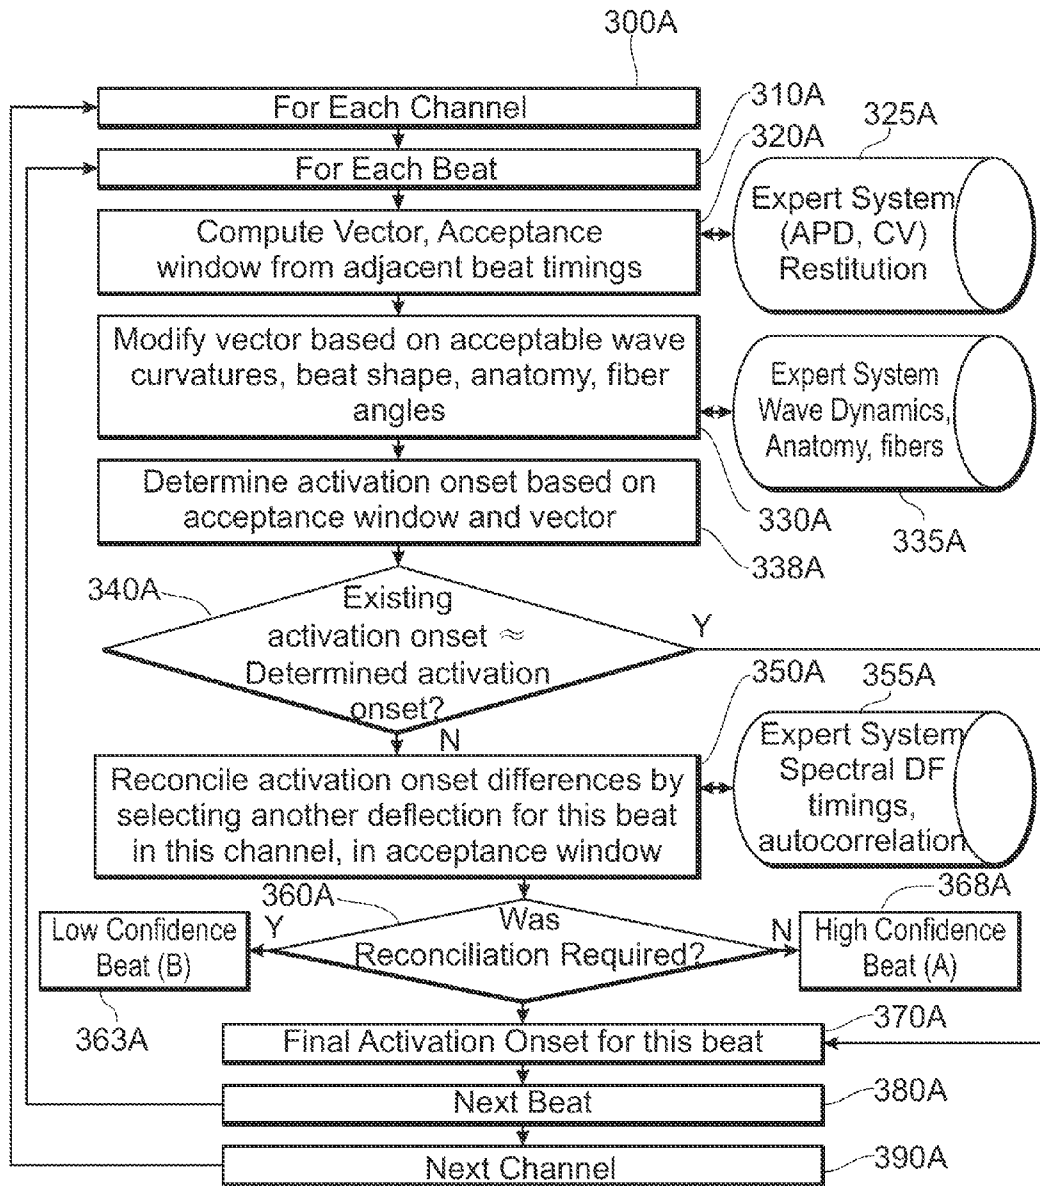 300A
For Each Channel
310A
For Each Beat
320A
325A
Compute Vector, Acceptance
window from adjacent beat timings
Expert System
(APD, CV)
Restitution
Modify vector based on acceptable wave
curvatures, beat shape, anatomy, fiber
angles
Expert System
Wave Dynamics,
Anatomy, fibers
330A
335A
Determine activation onset based on
acceptance window and vector
338A
340A
Existing
activation onset ≈
Determined activation
onset?
Y
N
350A
355A
Reconcile activation onset differences by
selecting another deflection for this beat
in this channel, in acceptance window
Expert System
Spectral DF
timings,
autocorrelation
360A
368A
Was
Reconciliation Required?
Y
N
Low Confidence
Beat (B)
363A
High Confidence
Beat (A)
370A
Final Activation Onset for this beat
380A
Next Beat
390A
Next Channel